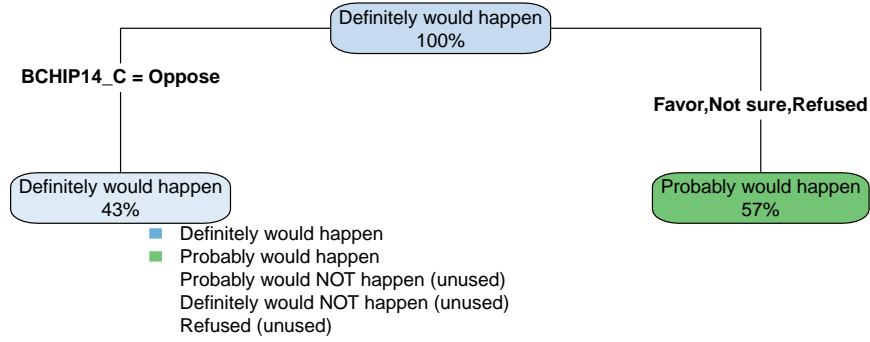 Definitely would happen
100%
BCHIP14_C = Oppose
Favor,Not sure,Refused
Definitely would happen
43%
Probably would happen
57%
Definitely would happen
Probably would happen
Probably would NOT happen (unused)
Definitely would NOT happen (unused)
Refused (unused)